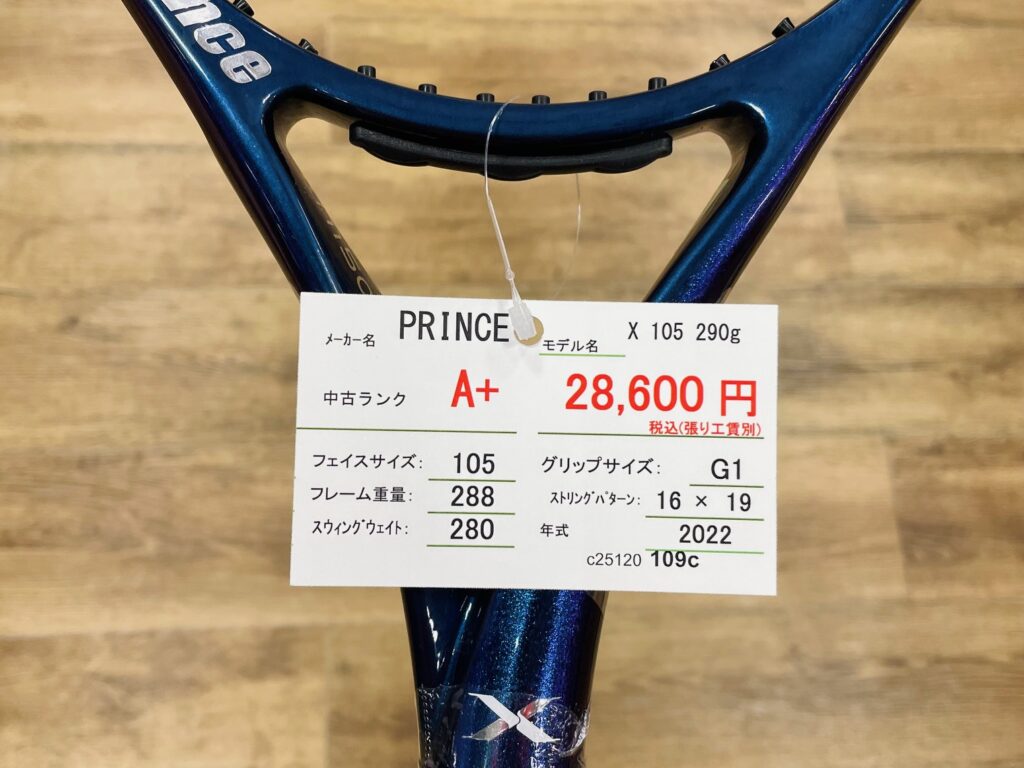 nce
メーカー名 PRINCE モデル名 X 105 290g
中古ランク A+ 28,600 円
税込(張り工賃別)
フェイスサイズ: 105 グリップサイズ: G1
フレーム重量: 288 ストリングパターン: 16 × 19
スウィングウェイト: 280 年式 2022
c25120 109c
X